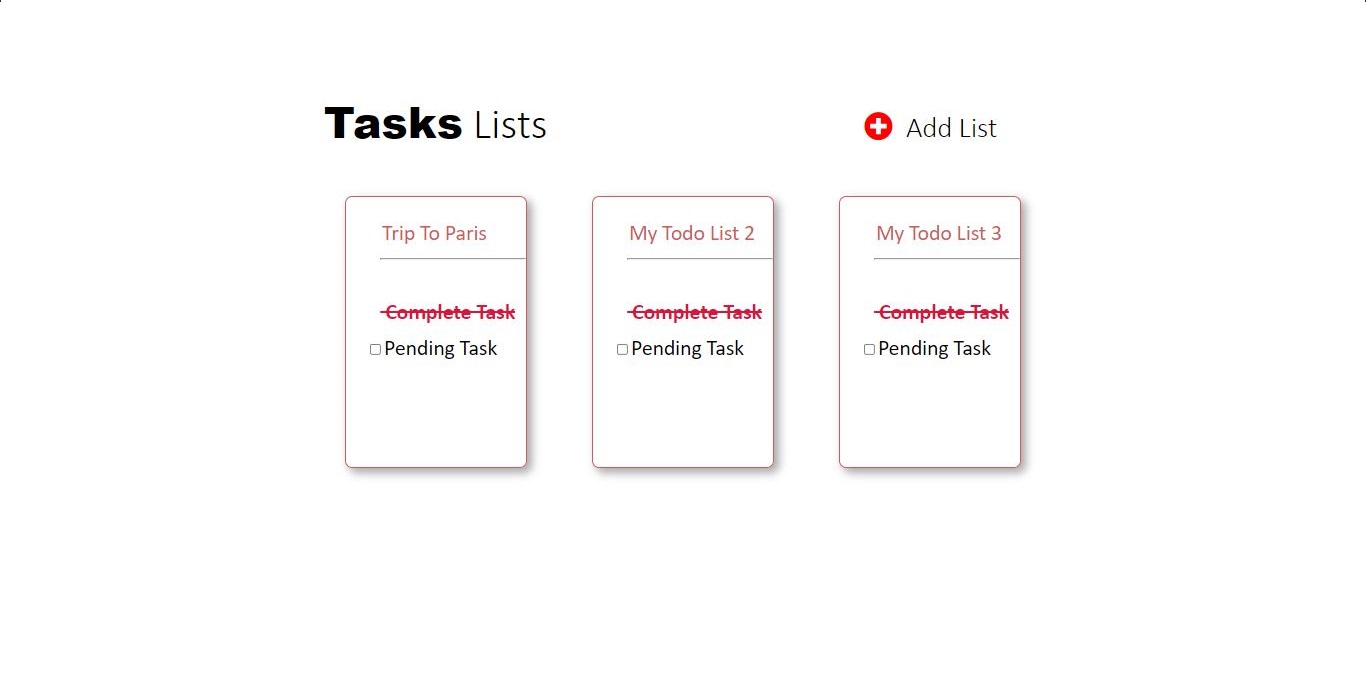 Tasks Lists
Add List
Trip To Paris
Complete Task
Pending Task
My Todo List 2
Complete Task
Pending Task
My Todo List 3
Complete Task
Pending Task